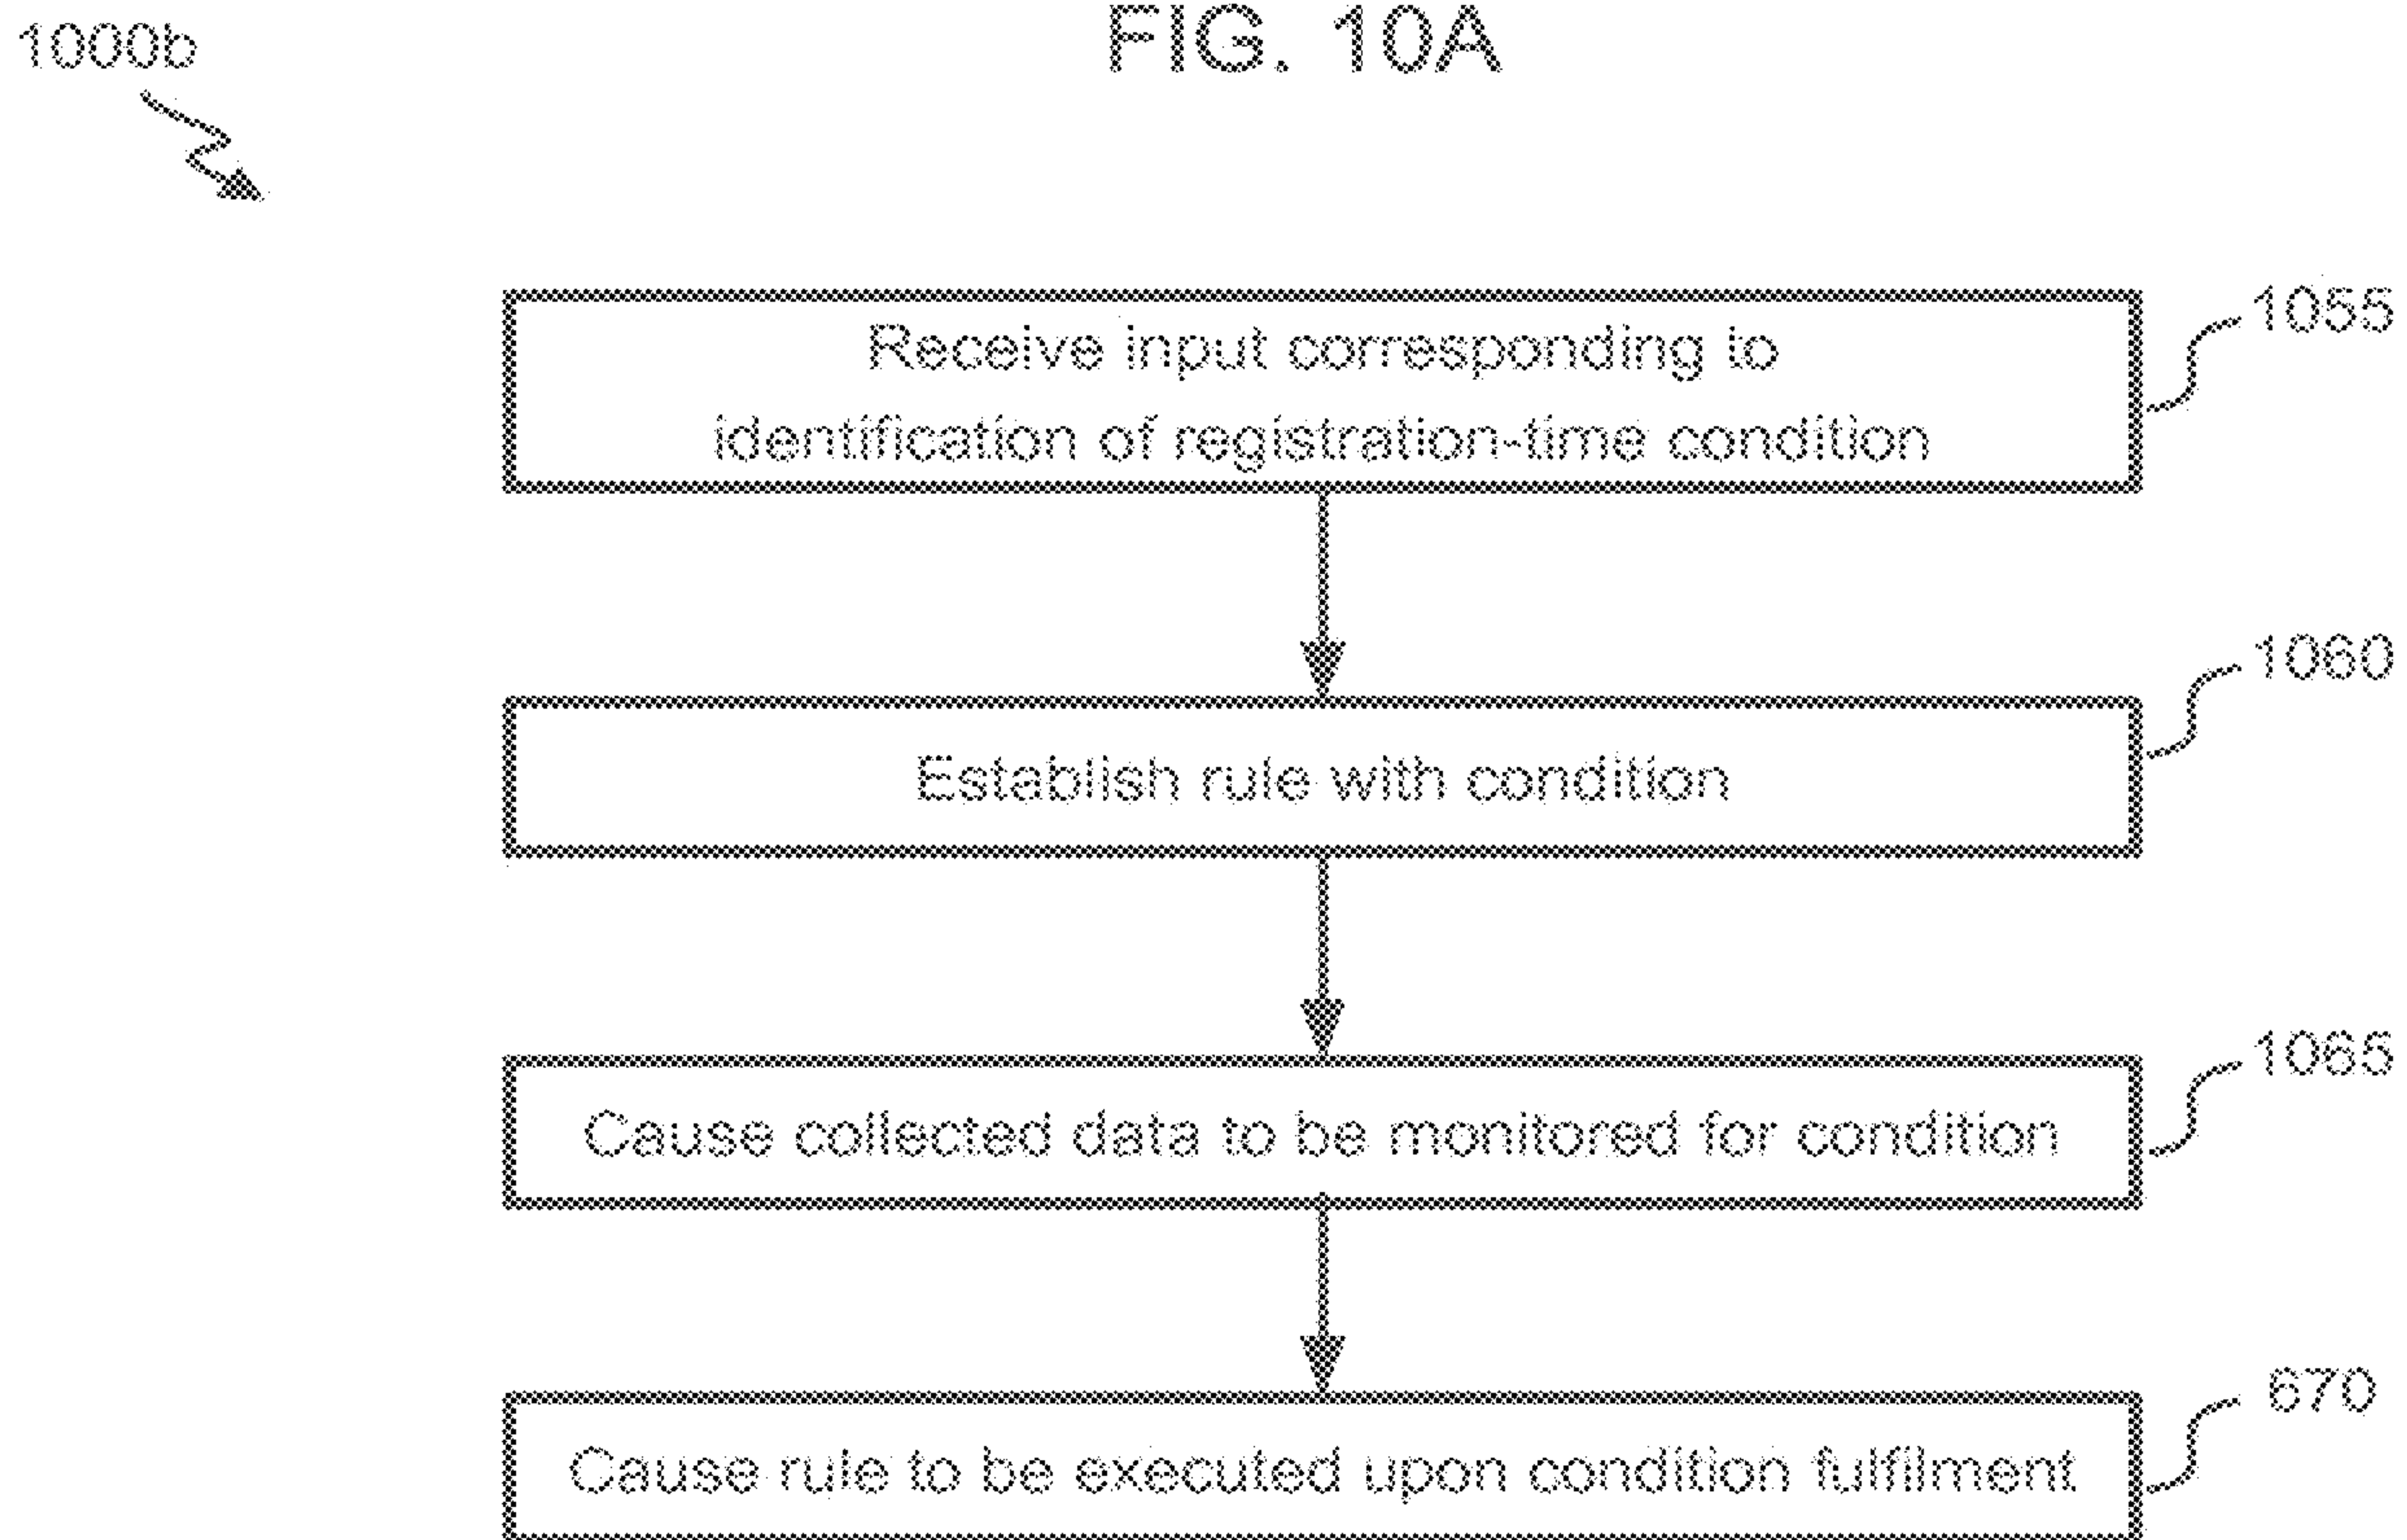 FIG. 10A
1000b
Receive input corresponding to
identification of registration-time condition
1055
Establish rule with condition
1060
Cause collected data to be monitored for condition
1065
Cause rule to be executed upon condition fulfilment
670